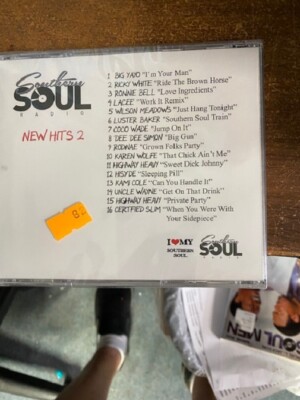 Southern
SOUL
RADIO
NEW HITS 2
1 BIG YAYO "I'm Your Man"
2 RICKY WHITE "Ride The Brown Horse"
3 RONNIE BELL "Love Ingredients"
4 LACEE "Work It Remix"
5 WILSON MEADOWS "Just Hang Tonight"
6 LUSTER BAKER "Southern Soul Train"
7 COCO WADE "Jump On It"
8 DEE DEE SIMON "Big Gun"
9 RODNAE "Grown Folks Party"
10 KAREN WOLFE "That Chick Ain't Me"
11 HIGHWAY HEAVY "Sweet Dick Johnny"
12 HISYDE "Sleeping Pill"
13 KAMI COLE "Can You Handle It"
14 UNCLE WAYNE "Get On That Drink"
15 HIGHWAY HEAVY "Private Party"
16 CERTIFIED SLIM "When You Were With
Your Sidepiece"
I MY
SOUTHERN
SOUL
Southern
SOUL
SOUL MEN